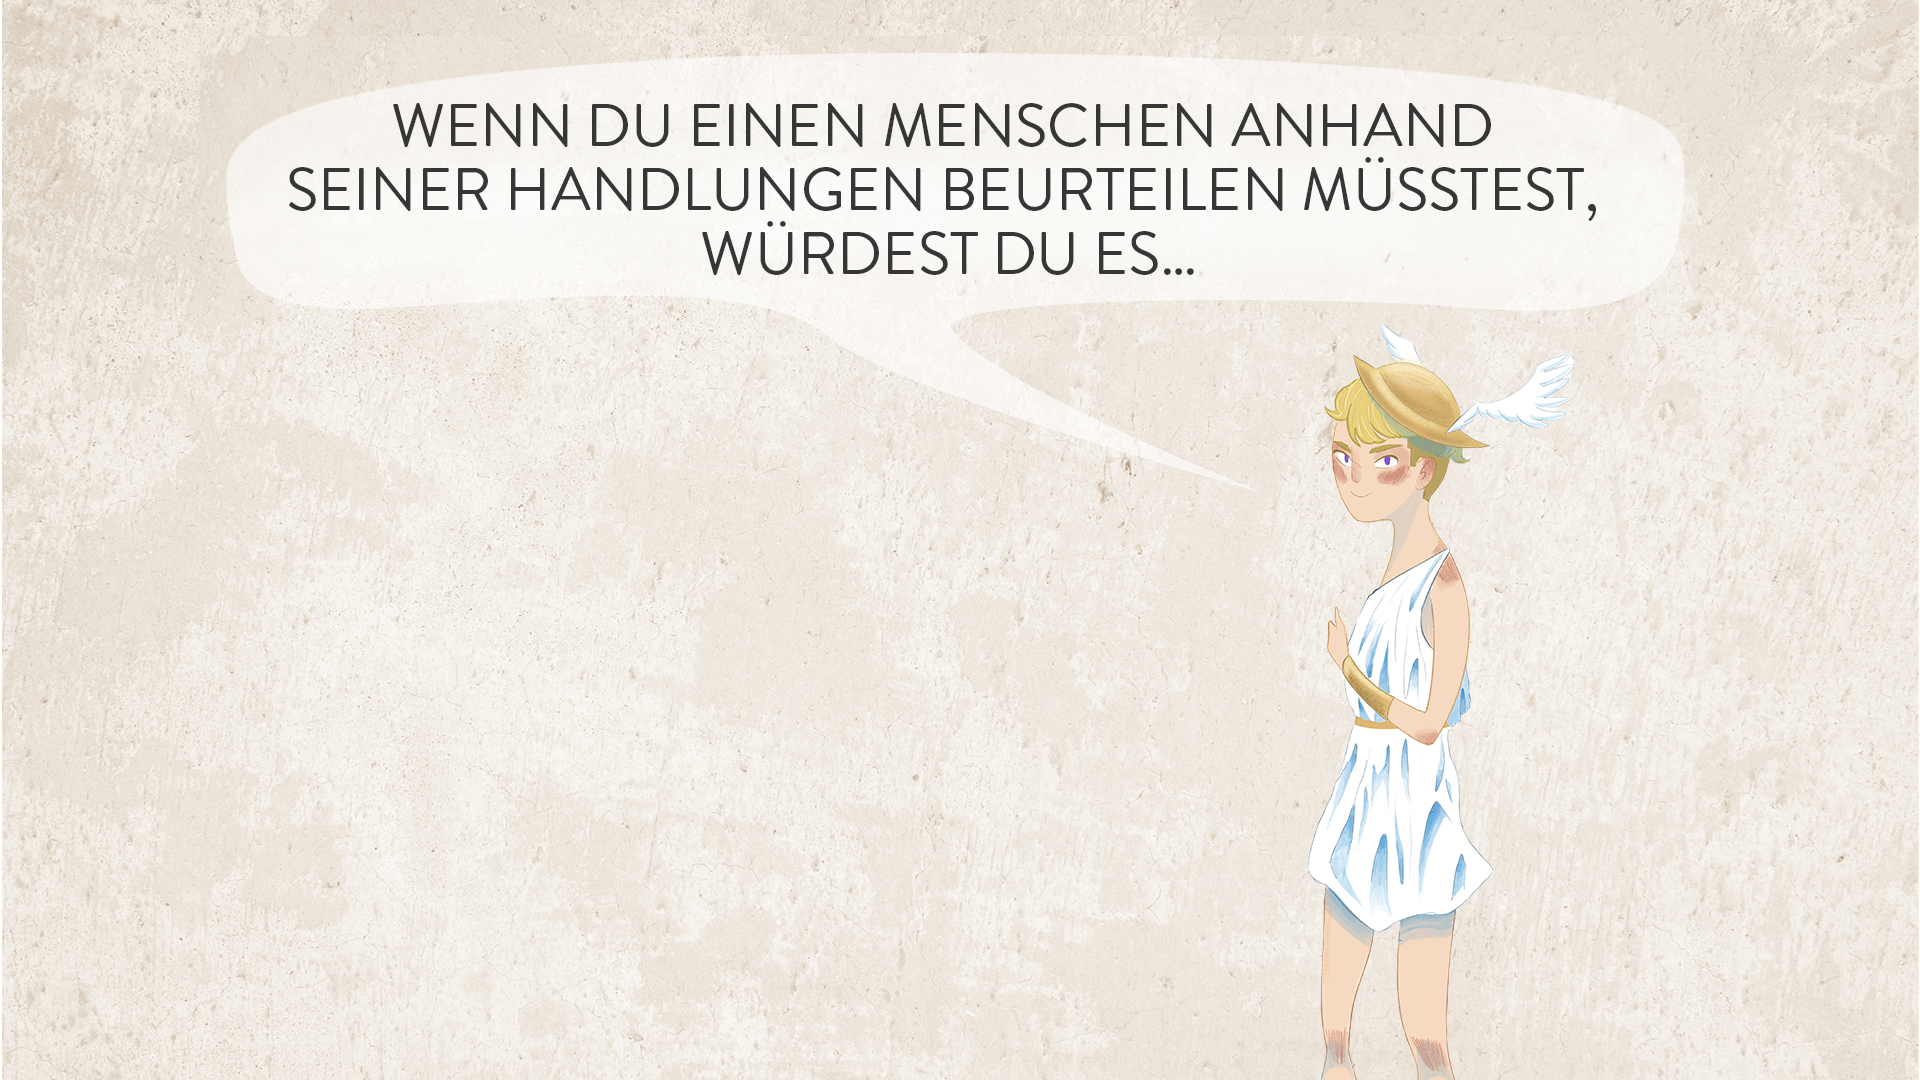 WENN DU EINEN MENSCHEN ANHAND
SEINER HANDLUNGEN BEURTEILEN MÜSSTEST,
WÜRDEST DU ES...